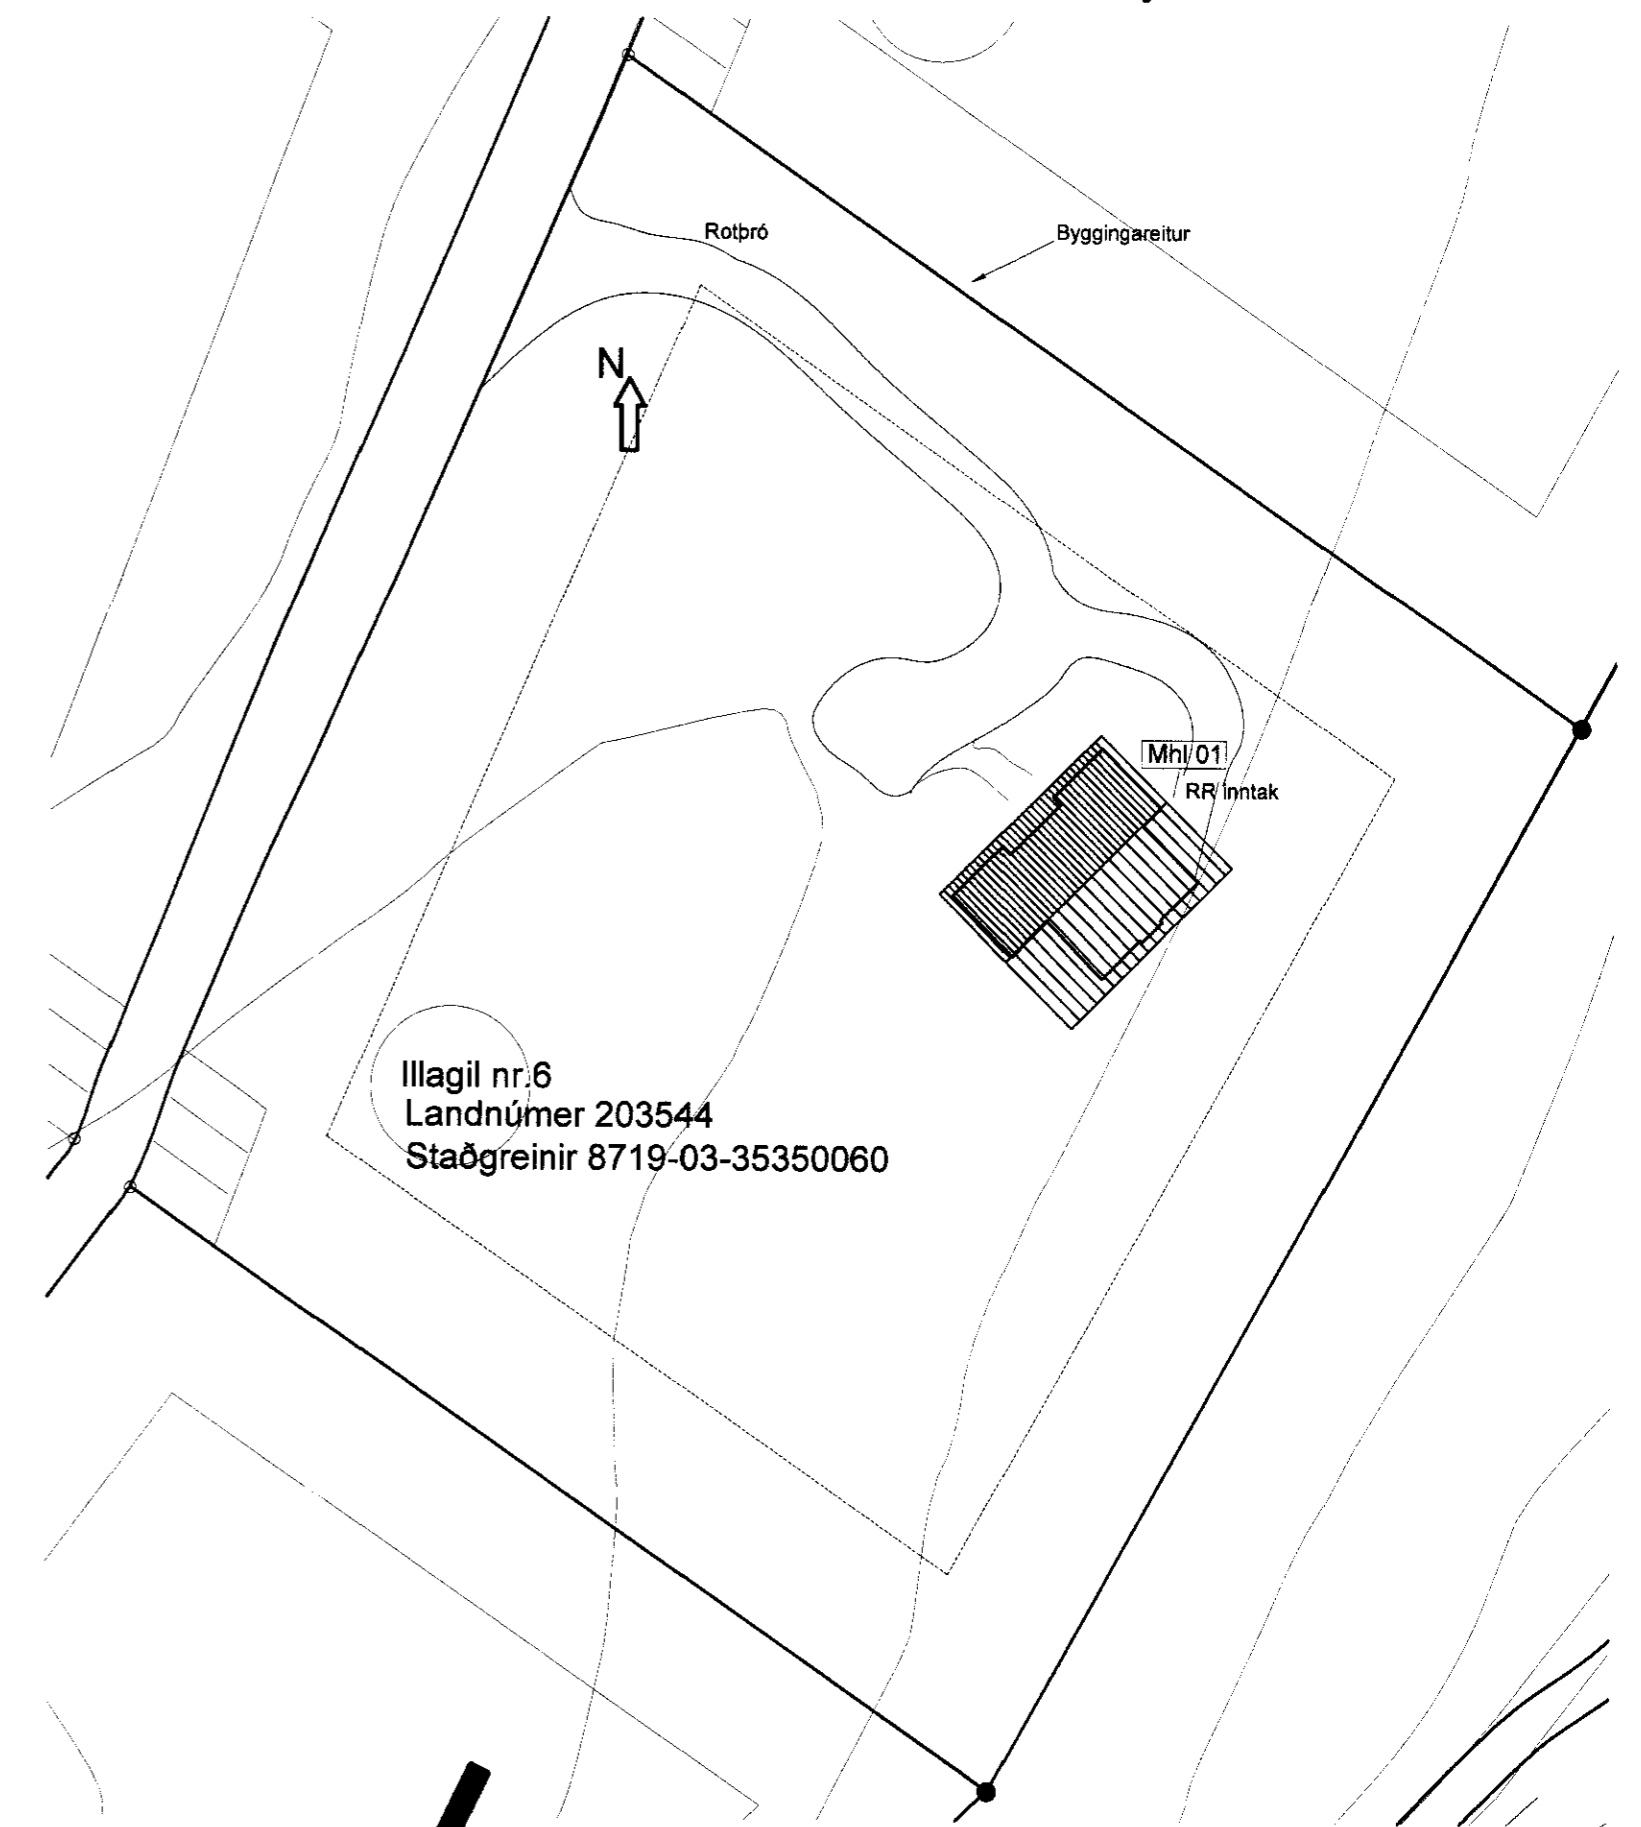 Rotþró
Byggingareitur
N
Mhl 01
RR inntak
Illagil nr.6
Landnúmer 203544
Staðgreinir 8719-03-35350060